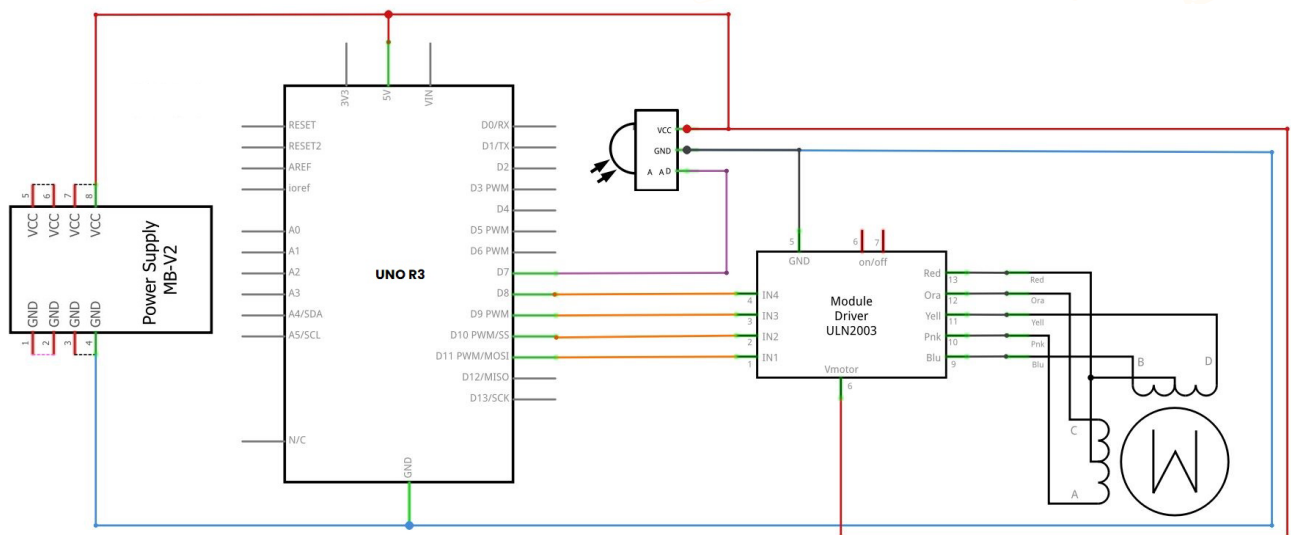 3V3
5V
VIN
RESET
RESET2
AREF
ioref
A0
A1
A2
A3
A4/SDA
A5/SCL
N/C
D0/RX
D1/TX
D2
D3 PWM
D4
D5 PWM
D6 PWM
D7
D8
D9 PWM
D10 PWM/SS
D11 PWM/MOSI
D12/MISO
D13/SCK
GND
UNO R3
5
6
7
8
VCC
VCC
VCC
VCC
Power Supply
MB-V2
GND
GND
GND
GND
1
2
3
4
VCC
GND
A AD
5
6
7
GND
on/off
IN4
4
IN3
3
IN2
2
IN1
1
Module
Driver
ULN2003
Vmotor
6
Red
13
Ora
12
Yell
11
Pnk
10
Blu
9
Red
Ora
Yell
Pnk
Blu
B
D
C
A
M